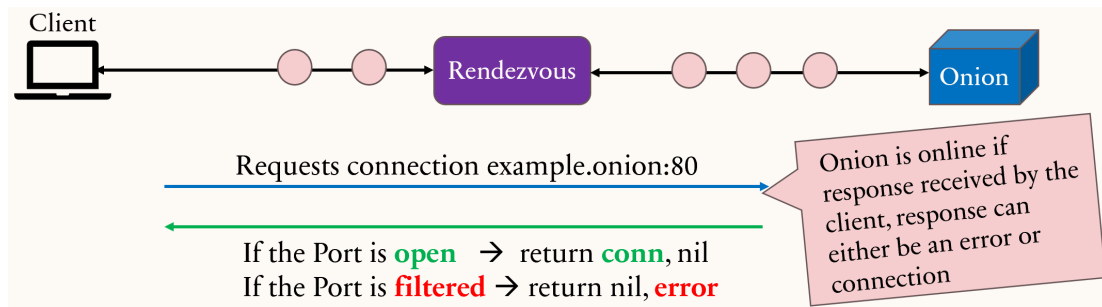 Client
Rendezvous
Onion
Requests connection example.onion:80
Onion is online if
response received by the
client, response can
either be an error or
connection
If the Port is open → return conn, nil
If the Port is filtered → return nil, error